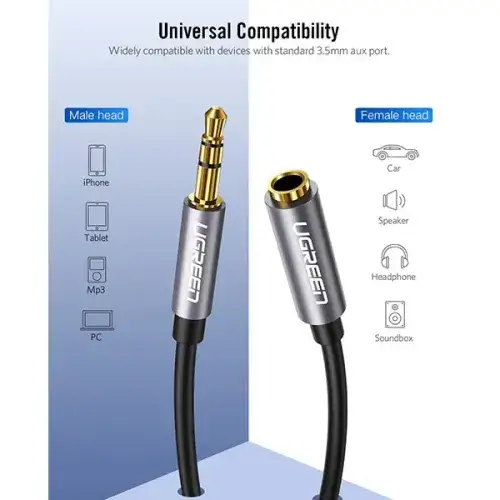 Universal Compatibility
Widely compatible with devices with standard 3.5mm aux port.
Male head
iPhone
Tablet
Mp3
PC
UGREEN
UGREEN
Female head
Car
Speaker
Headphone
Soundbox